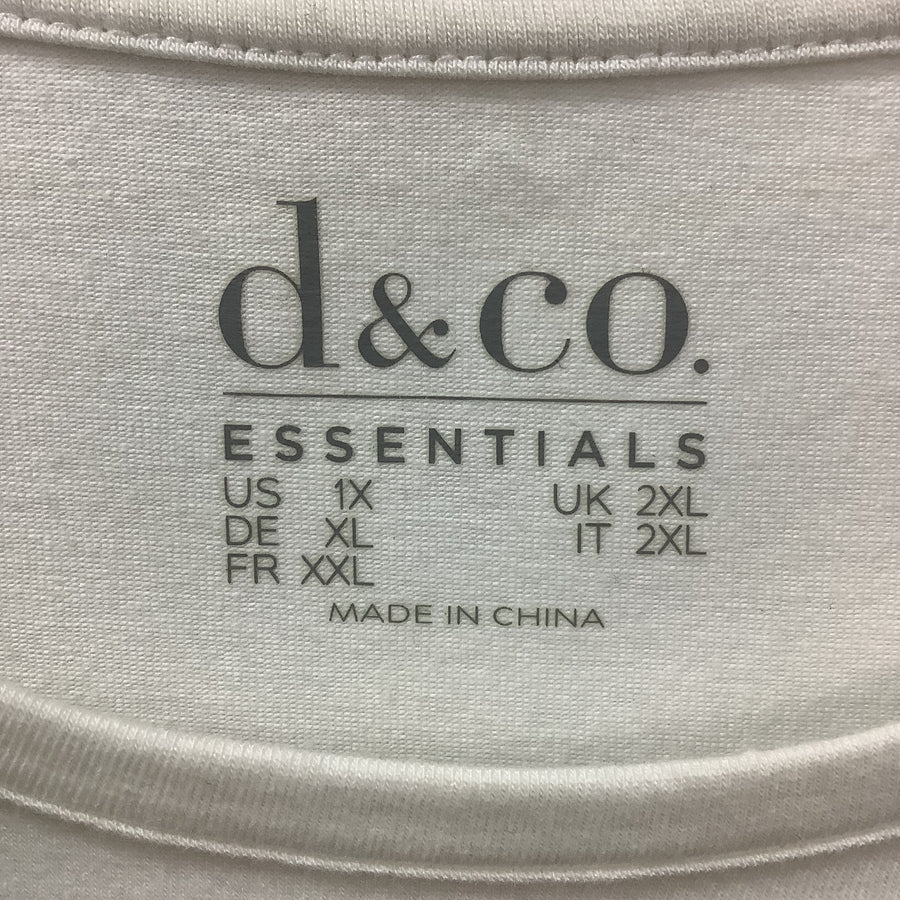 d&co.
ESSENTIALS
US 1X UK 2XL
DE XL IT 2XL
FR XXL
MADE IN CHINA